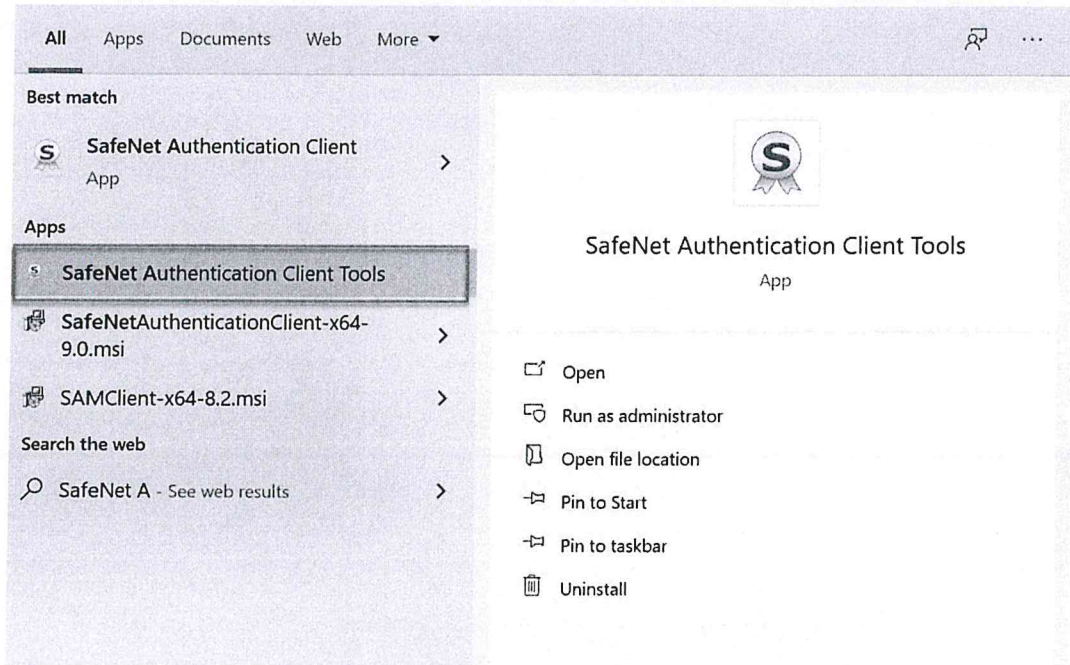 All Apps Documents Web More
Best match
SafeNet Authentication Client
App
Apps
SafeNet Authentication Client Tools
SafeNetAuthenticationClient-x64-
9.0.msi
SAMClient-x64-8.2.msi
Search the web
SafeNet A - See web results
S
SafeNet Authentication Client Tools
App
Open
Run as administrator
Open file location
Pin to Start
Pin to taskbar
Uninstall